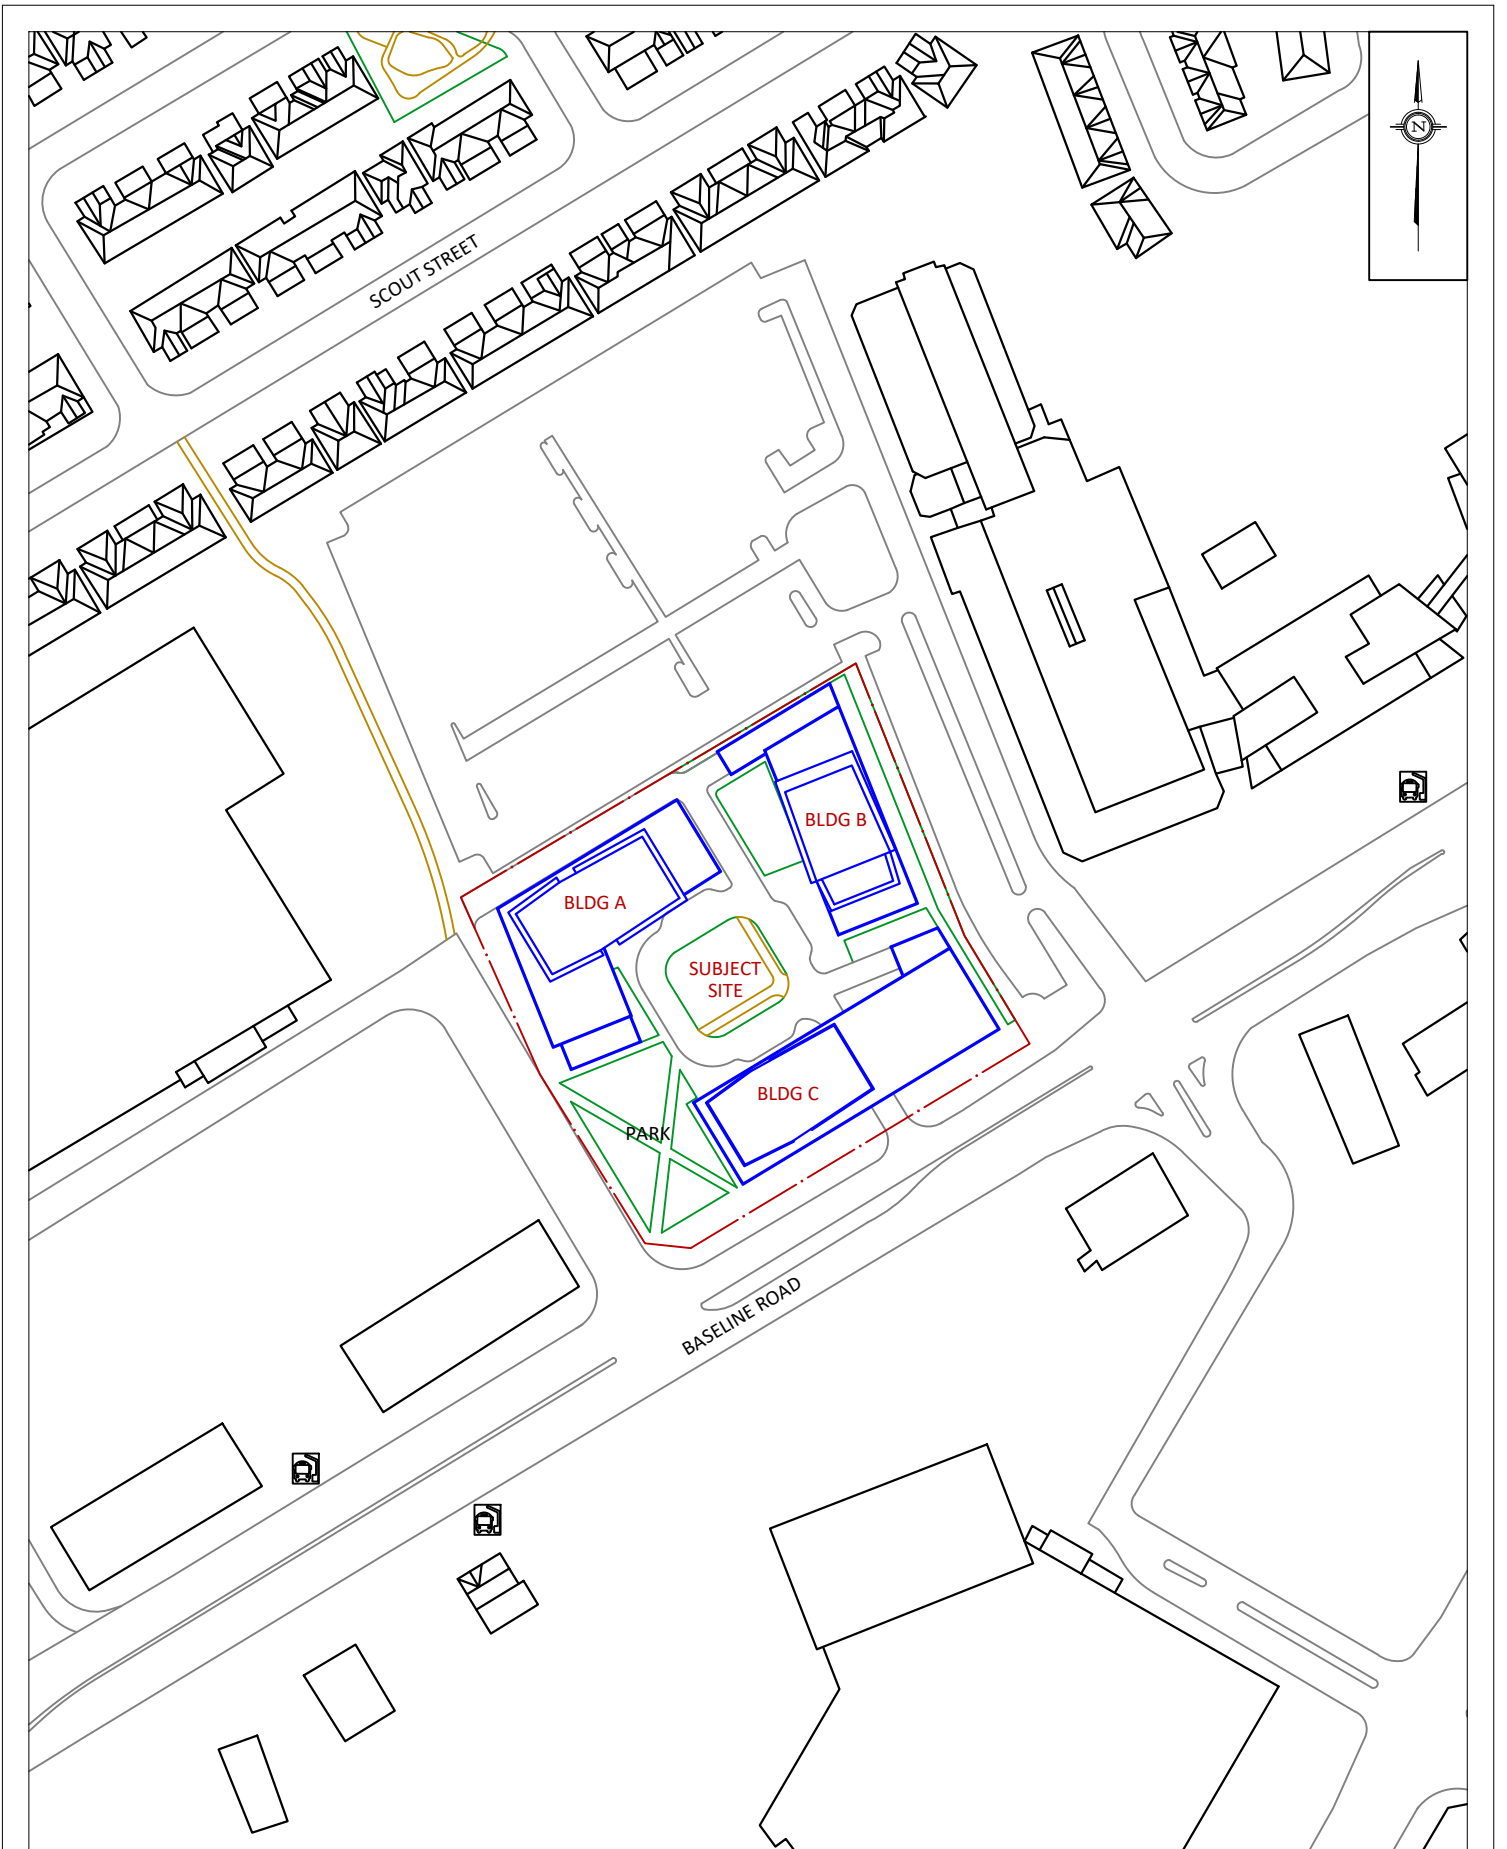 N
SCOUT STREET
BLDG B
BLDG A
SUBJECT
SITE
BLDG C
PARK
BASELINE ROAD